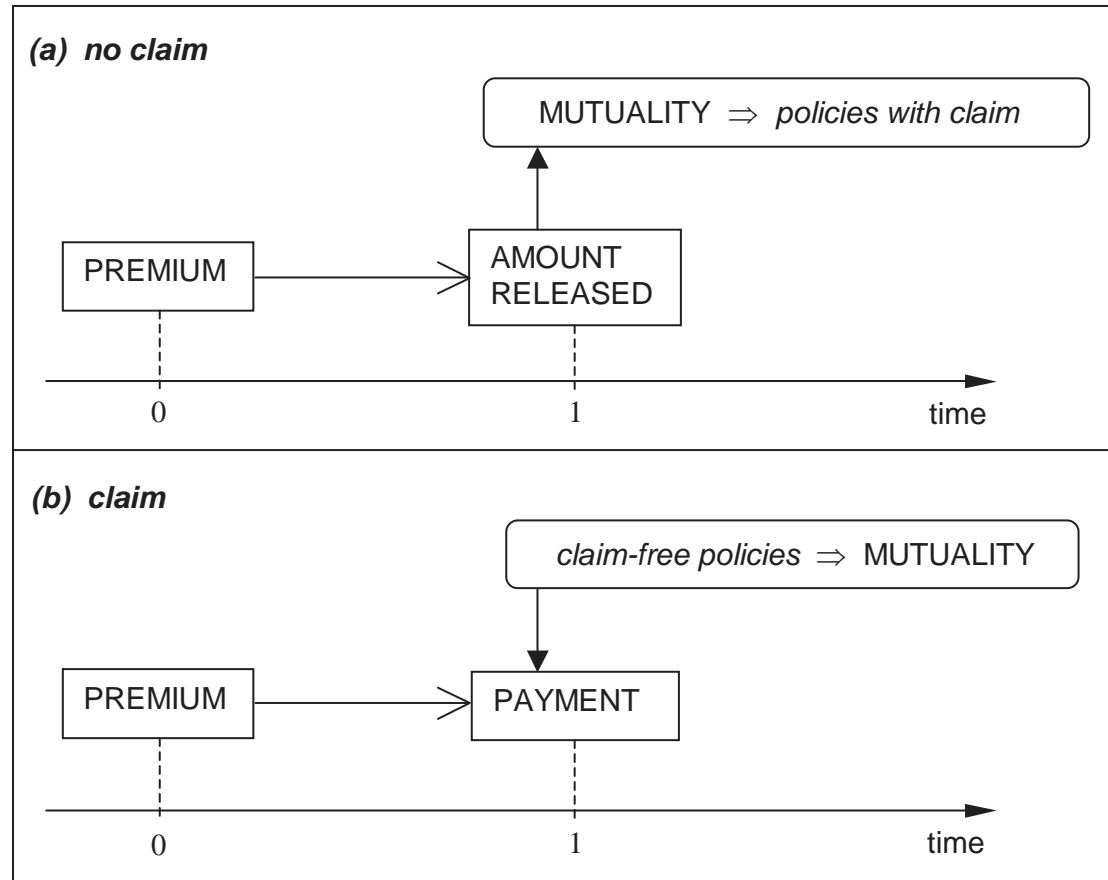 (a) no claim
MUTUALITY ⇒ policies with claim
PREMIUM
AMOUNT
RELEASED
0
1
time
(b) claim
claim-free policies ⇒ MUTUALITY
PREMIUM
PAYMENT
0
1
time